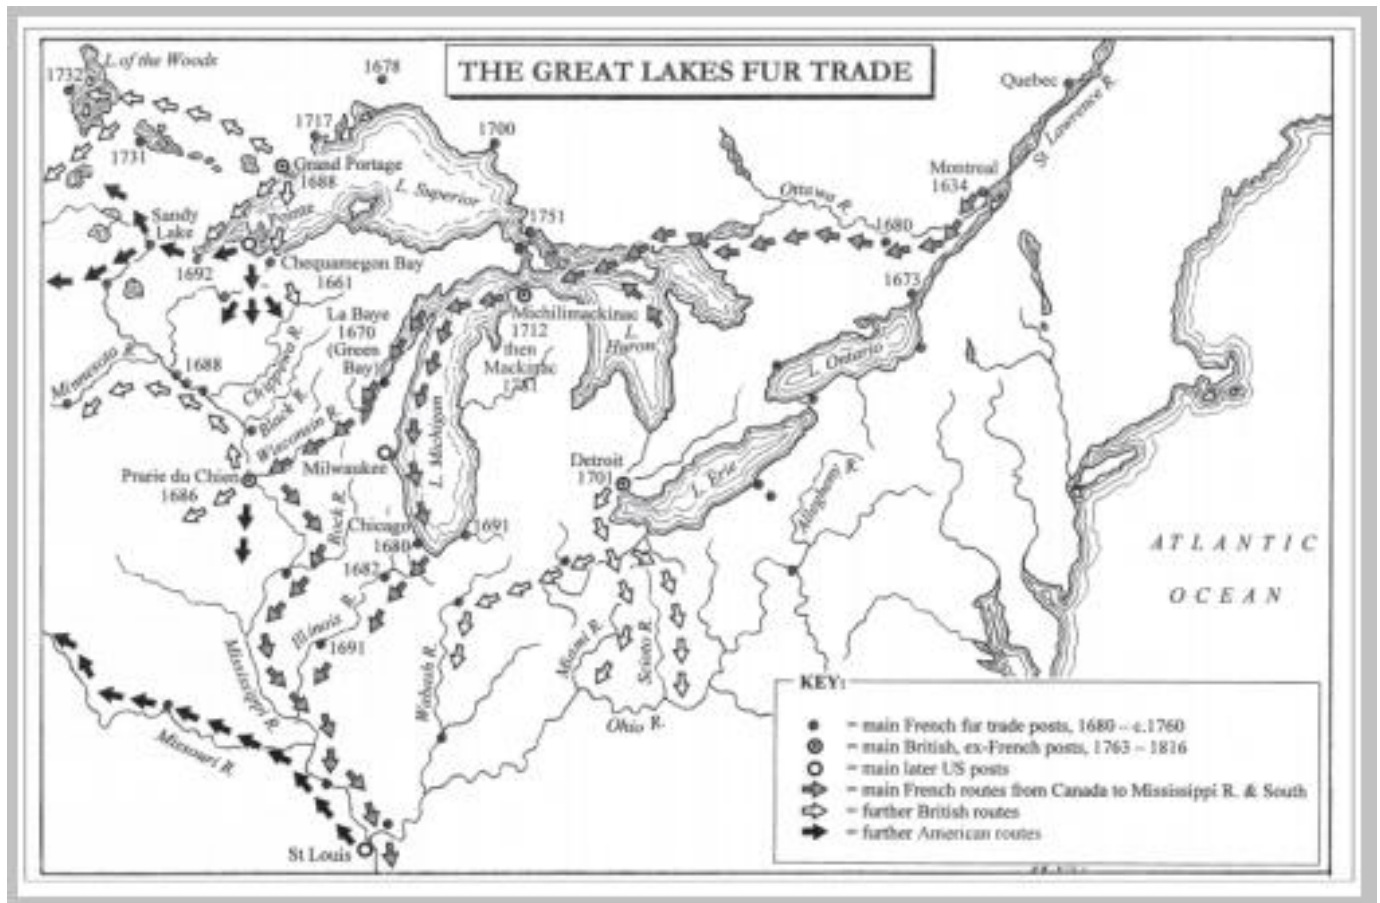 THE GREAT LAKES FUR TRADE
L. of the Woods
1732
1678
1717
1700
1731
Grand Portage
1688
L. Superior
Pointe
Sandy
Lake
1692
Chequamegon Bay
1661
1751
Quebec
St Lawrence R.
Montreal
1634
Ottawa R.
1680
1673
La Baye
1670
(Green
Bay)
Michilimackinac
1712
then
Mackinac
1781
L.
Huron
L. Ontario
Minnesota R.
1688
Chippewa R.
Black R.
Wisconsin R.
L. Michigan
Milwaukee
Prurie du Chien
1686
Rock R.
Chicago
1680
1691
1682
Detroit
1701
L. Erie
Allegheny R.
Illinois R.
1691
Mississippi R.
Missouri R.
Wabash R.
Miami R.
Scioto R.
Ohio R.
St Louis
ATLANTIC
OCEAN
KEY:
= main French fur trade posts, 1680 – c.1760
= main British, ex-French posts, 1763 – 1816
= main later US posts
= main French routes from Canada to Mississippi R. & South
= further British routes
= further American routes